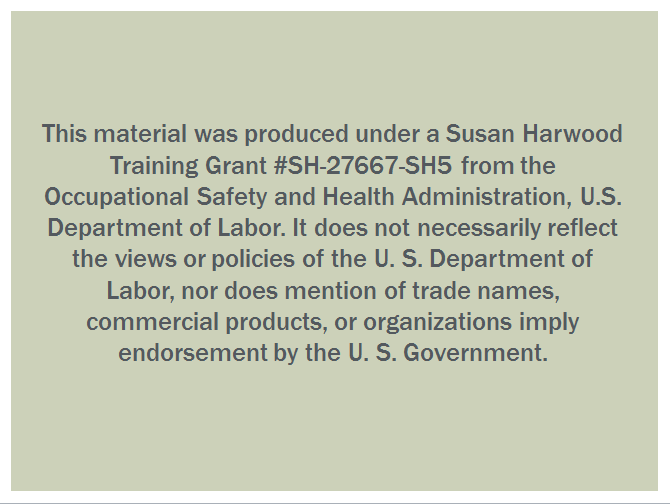 This material was produced under a Susan Harwood
Training Grant #SH-27667-SH5 from the
Occupational Safety and Health Administration, U.S.
Department of Labor. It does not necessarily reflect
the views or policies of the U. S. Department of
Labor, nor does mention of trade names,
commercial products, or organizations imply
endorsement by the U. S. Government.